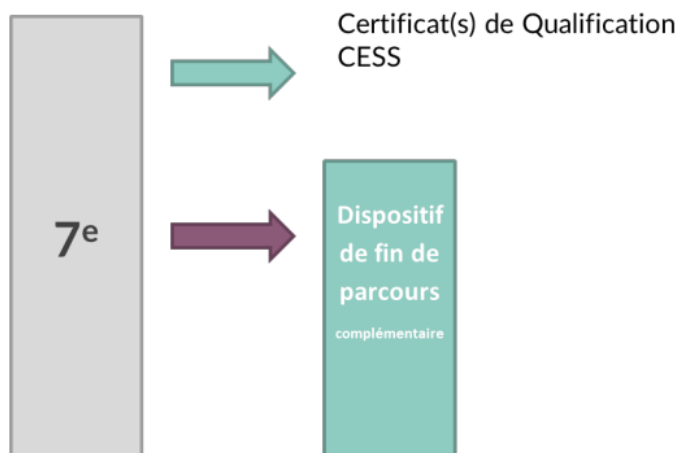 Certificat(s) de Qualification
CESS
7e
Dispositif
de fin de
parcours
complémentaire